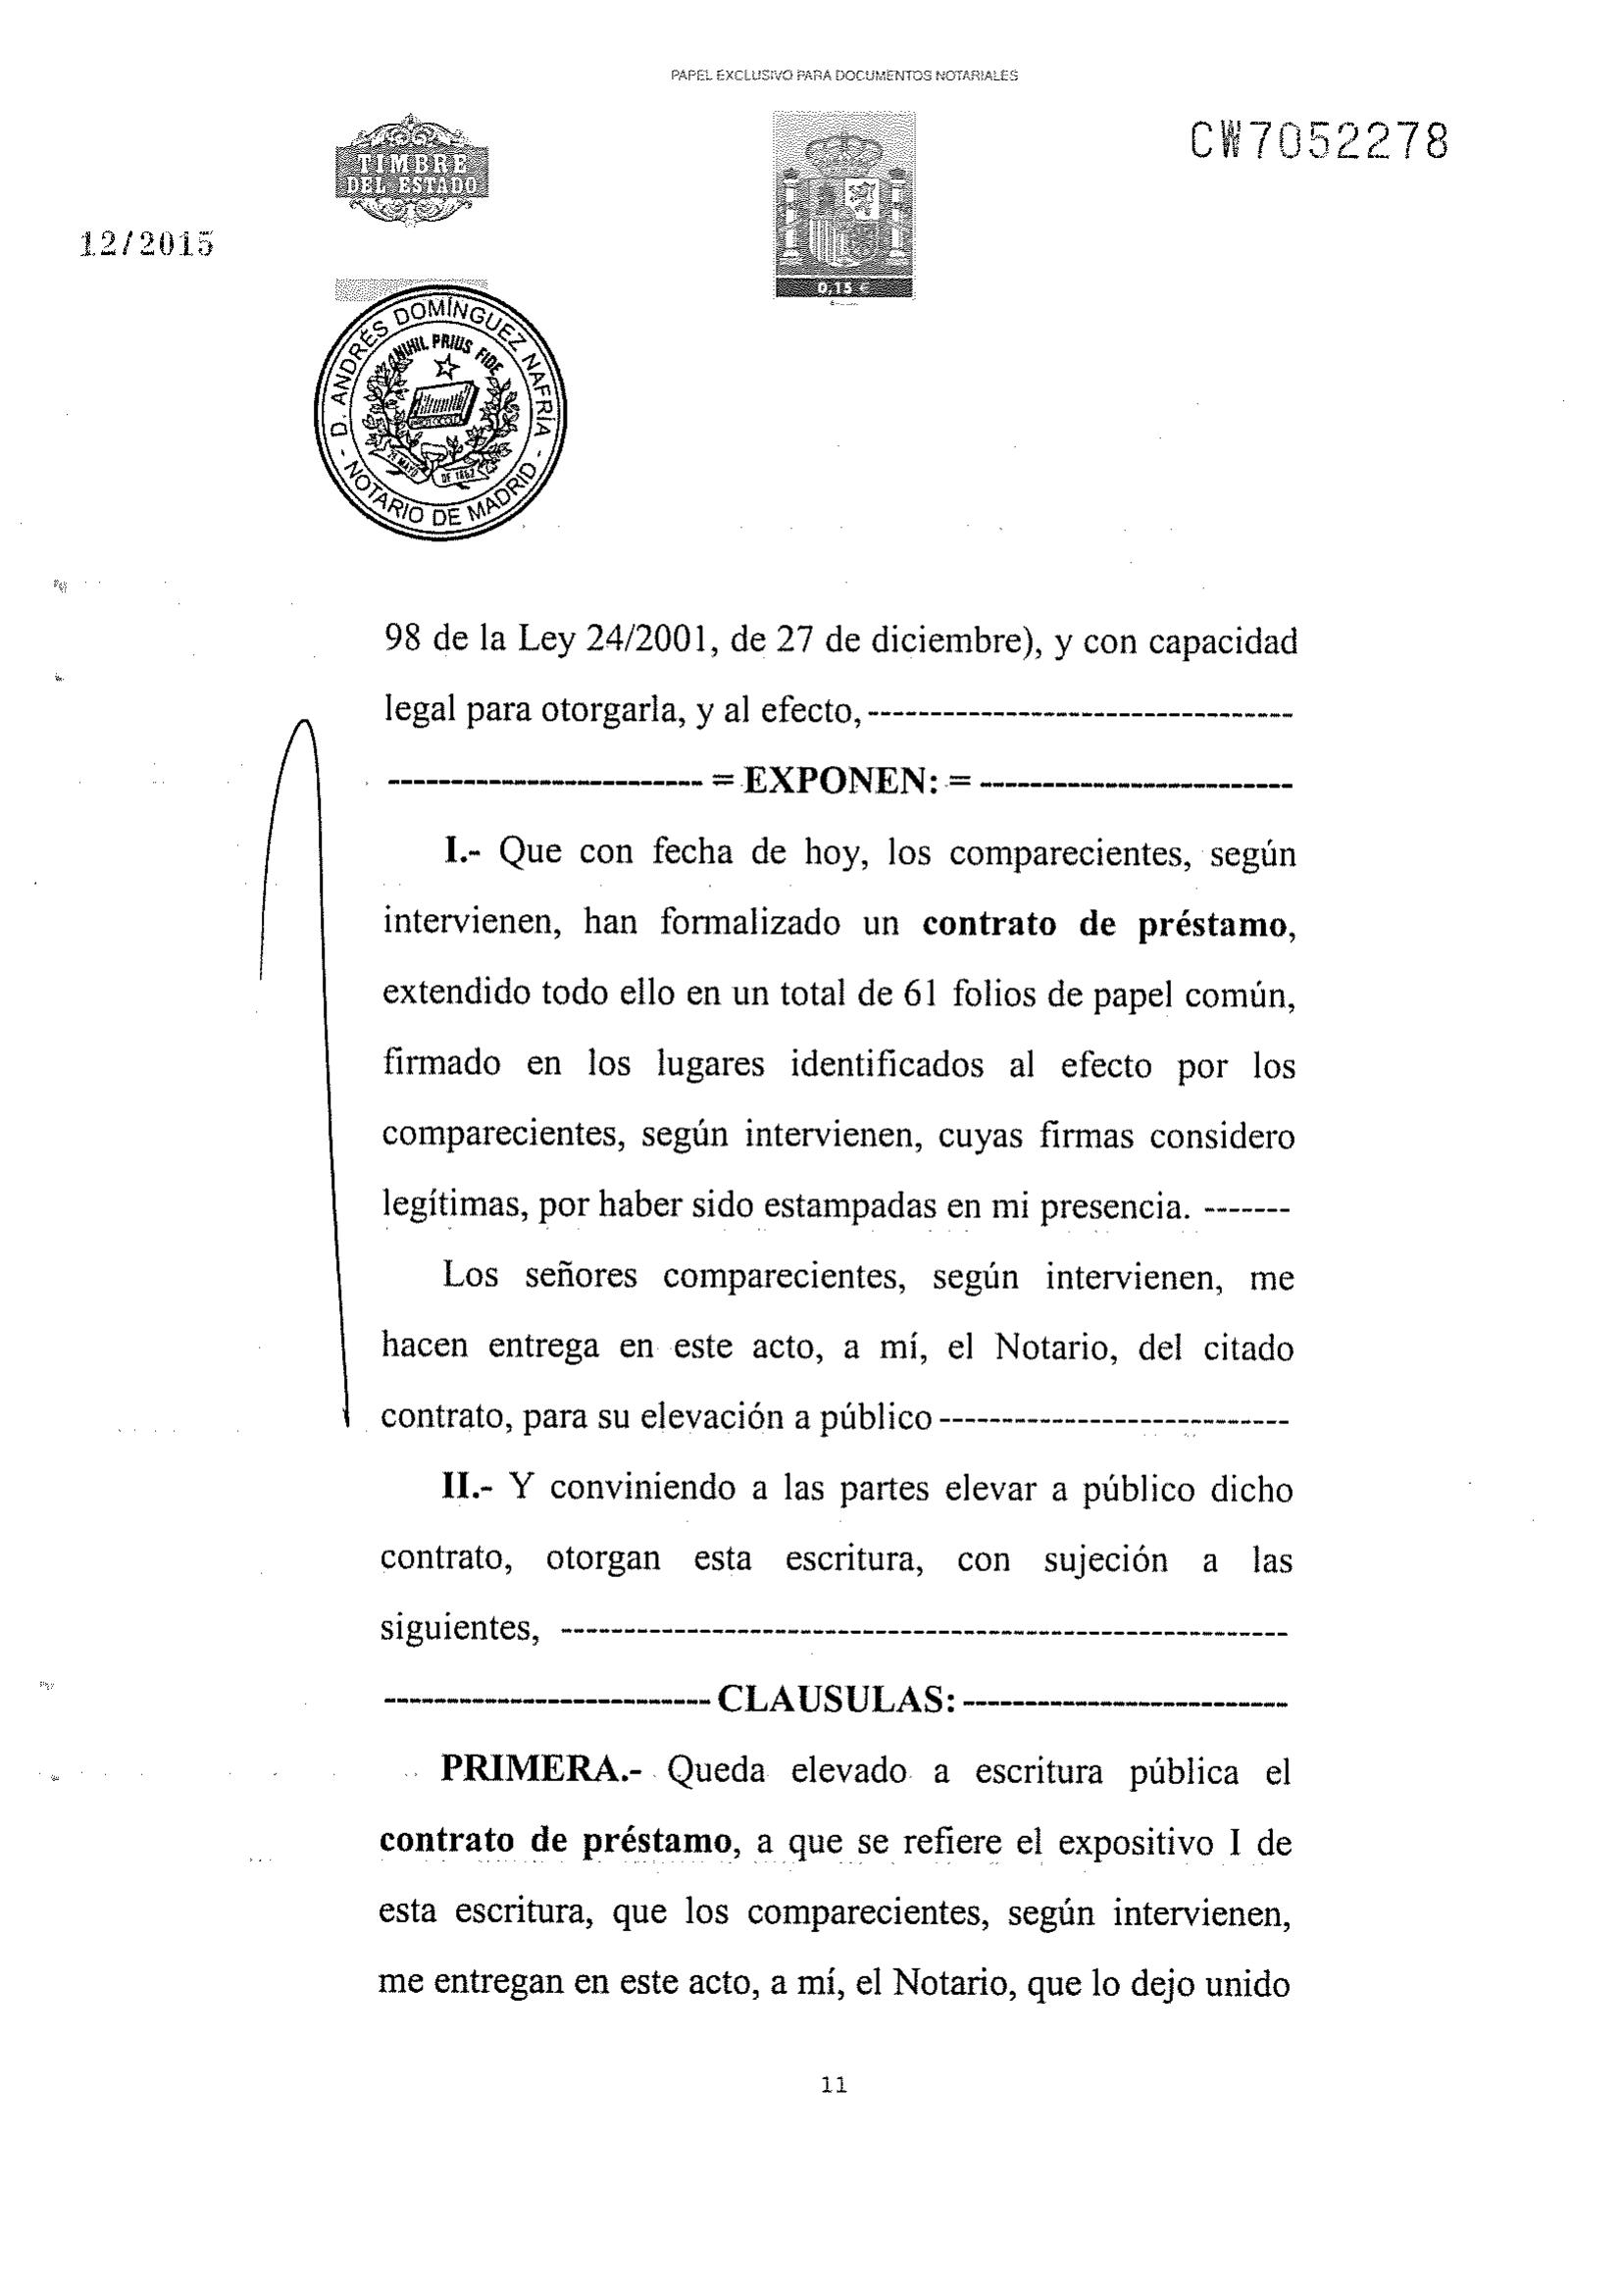 PAPEL EXCLUSIVO PARA DOCUMENTOS NOTARIALES
TIMBRE
DEL ESTADO
CW7052278
12/2015
0,15 €
D. ANDRÉS DOMÍNGUEZ NAFRÍA - NOTARIO DE MADRID -
NIHIL PRIUS FIDE
DE 1862
98 de la Ley 24/2001, de 27 de diciembre), y con capacidad
legal para otorgarla, y al efecto, ----------------------------------
------------------------- = EXPONEN: = -------------------------
I.- Que con fecha de hoy, los comparecientes, según
intervienen, han formalizado un contrato de préstamo,
extendido todo ello en un total de 61 folios de papel común,
firmado en los lugares identificados al efecto por los
comparecientes, según intervienen, cuyas firmas considero
legítimas, por haber sido estampadas en mi presencia. -------
Los señores comparecientes, según intervienen, me
hacen entrega en este acto, a mí, el Notario, del citado
contrato, para su elevación a público ----------------------------
II.- Y conviniendo a las partes elevar a público dicho
contrato, otorgan esta escritura, con sujeción a las
siguientes, ----------------------------------------------------------
-------------------------- CLAUSULAS: --------------------------
PRIMERA.- Queda elevado a escritura pública el
contrato de préstamo, a que se refiere el expositivo I de
esta escritura, que los comparecientes, según intervienen,
me entregan en este acto, a mí, el Notario, que lo dejo unido
11